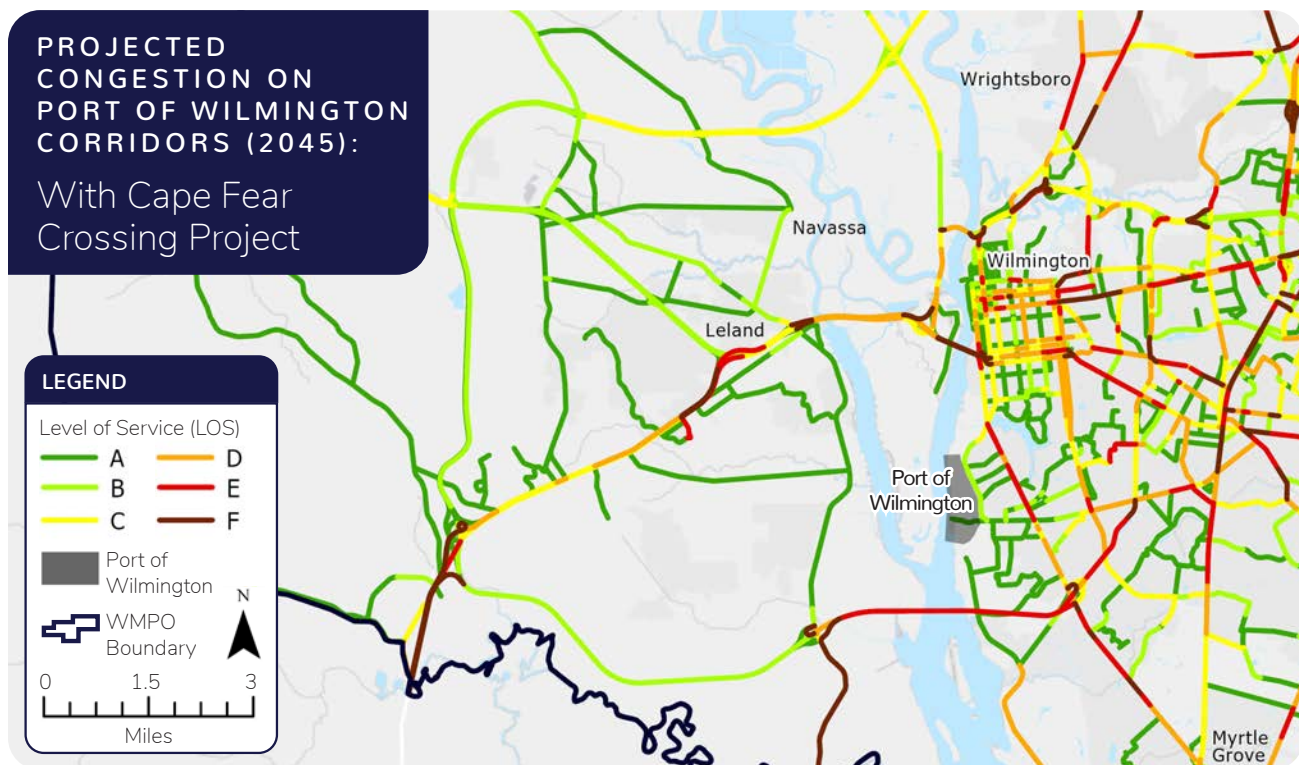 PROJECTED
CONGESTION ON
PORT OF WILMINGTON
CORRIDORS (2045):
With Cape Fear
Crossing Project
Wrightsboro
Navassa
Wilmington
Leland
Port of
Wilmington
Myrtle
Grove
LEGEND
Level of Service (LOS)
A D
B E
C F
Port of
Wilmington
N
WMPO
Boundary
0 1.5 3
Miles